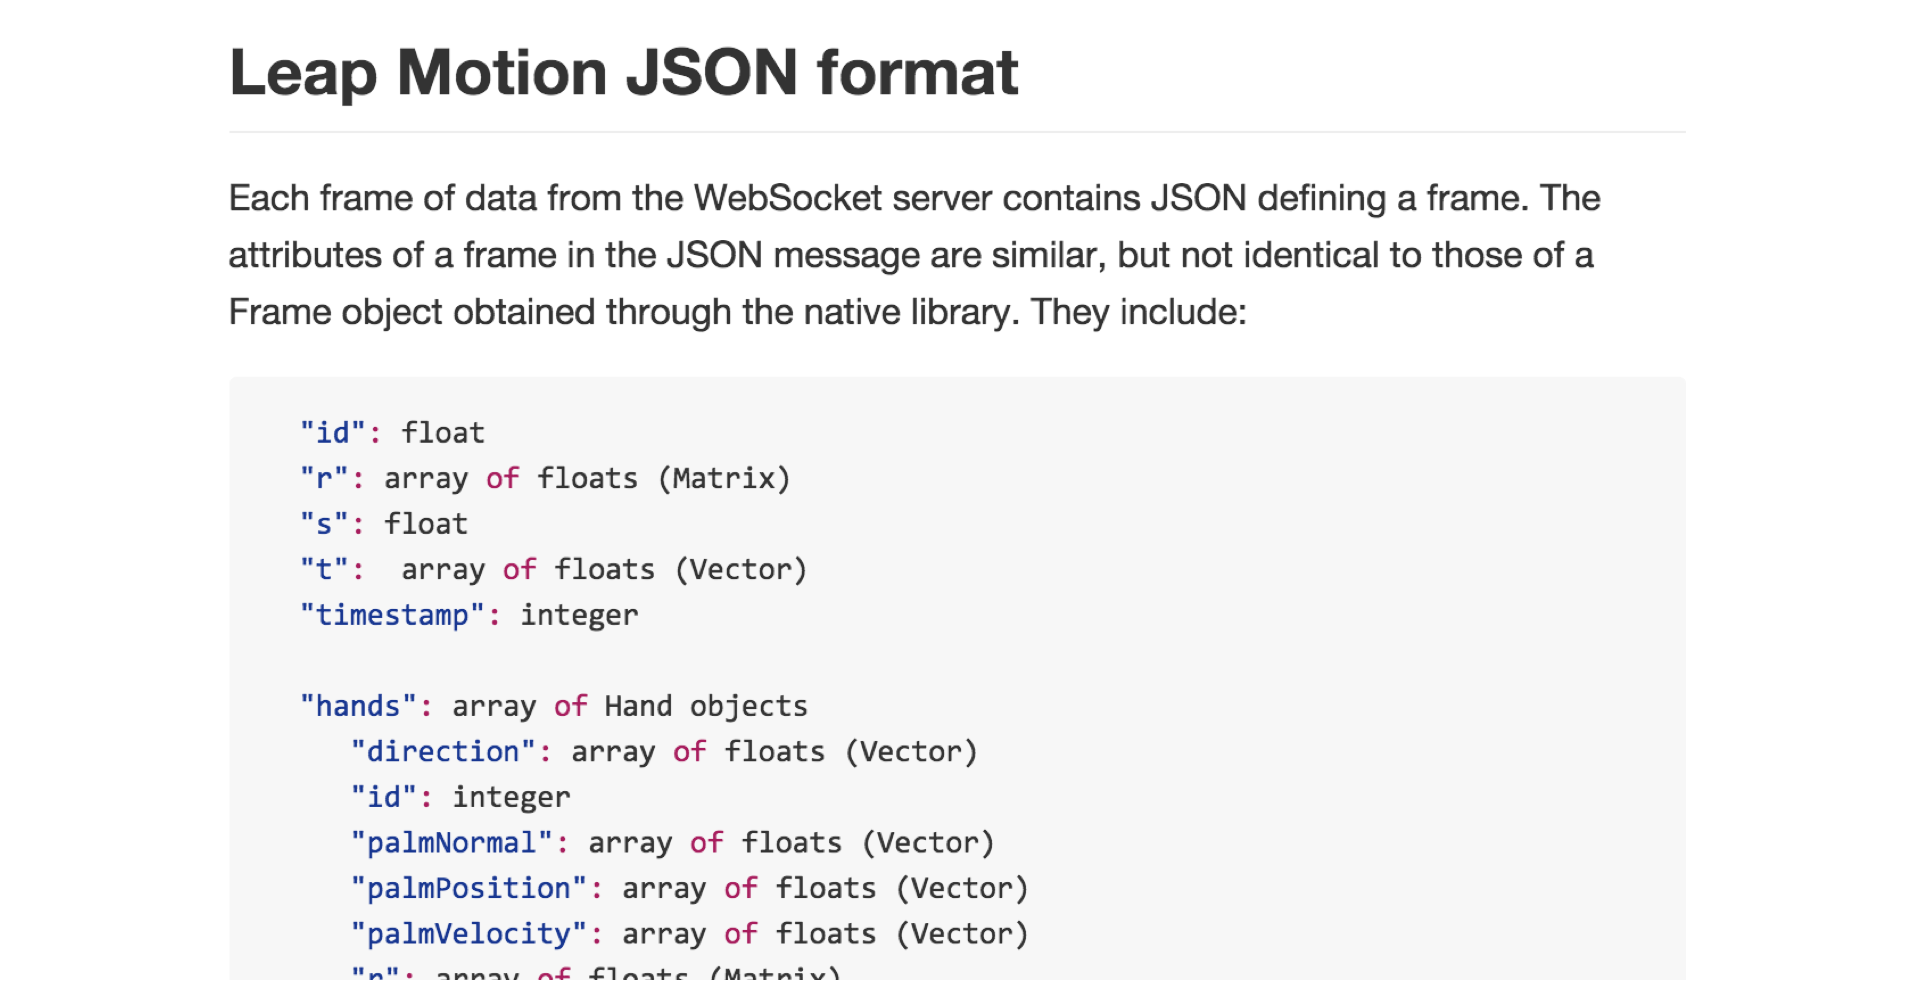 Leap Motion JSON format
Each frame of data from the WebSocket server contains JSON defining a frame. The
attributes of a frame in the JSON message are similar, but not identical to those of a
Frame object obtained through the native library. They include:
"id": float
"r": array of floats (Matrix)
"s": float
"t":  array of floats (Vector)
"timestamp": integer
"hands": array of Hand objects
"direction": array of floats (Vector)
"id": integer
"palmNormal": array of floats (Vector)
"palmPosition": array of floats (Vector)
"palmVelocity": array of floats (Vector)
"r": array of floats (Matrix)